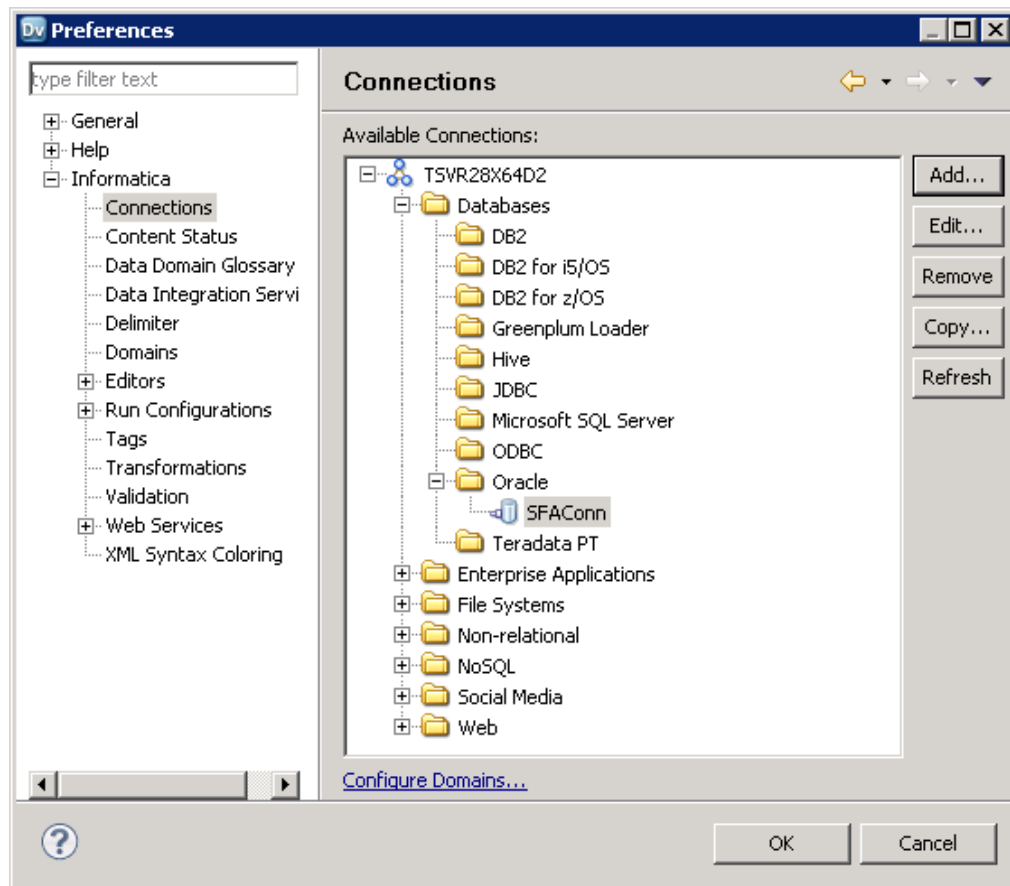 Dv Preferences
type filter text
General
Help
Informatica
Connections
Content Status
Data Domain Glossary
Data Integration Servi
Delimiter
Domains
Editors
Run Configurations
Tags
Transformations
Validation
Web Services
XML Syntax Coloring
Connections
Available Connections:
TSVR28X64D2
Databases
DB2
DB2 for i5/OS
DB2 for z/OS
Greenplum Loader
Hive
JDBC
Microsoft SQL Server
ODBC
Oracle
SFAConn
Teradata PT
Enterprise Applications
File Systems
Non-relational
NoSQL
Social Media
Web
Add...
Edit...
Remove
Copy...
Refresh
Configure Domains...
?
OK
Cancel